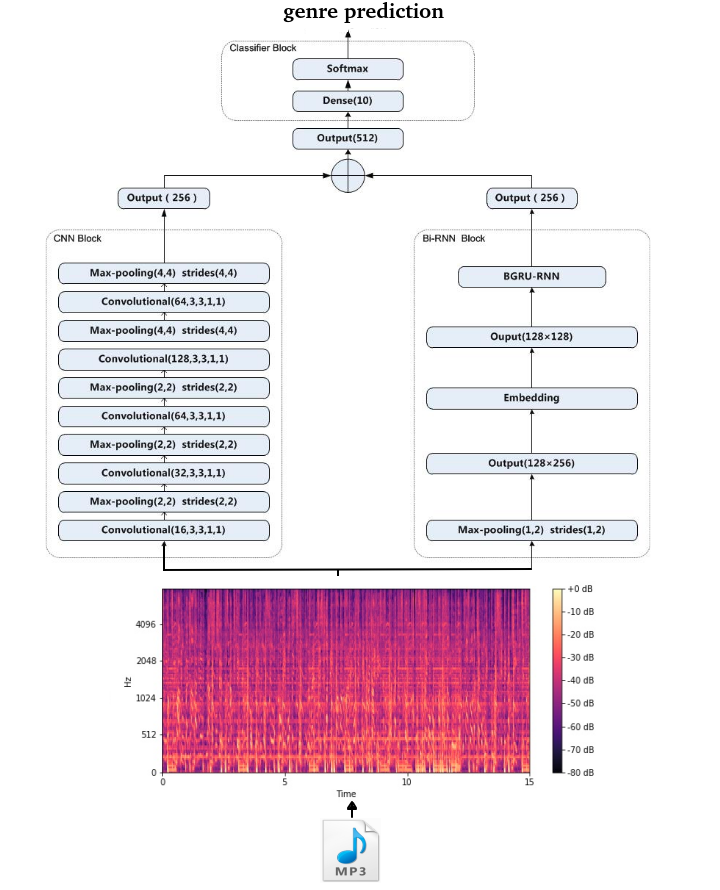 genre prediction
Classifier Block
Softmax
Dense(10)
Output(512)
Output ( 256 )
Output ( 256 )
CNN Block
Max-pooling(4,4) strides(4,4)
Convolutional(64,3,3,1,1)
Max-pooling(4,4) strides(4,4)
Convolutional(128,3,3,1,1)
Max-pooling(2,2) strides(2,2)
Convolutional(64,3,3,1,1)
Max-pooling(2,2) strides(2,2)
Convolutional(32,3,3,1,1)
Max-pooling(2,2) strides(2,2)
Convolutional(16,3,3,1,1)
Bi-RNN Block
BGRU-RNN
Ouput(128×128)
Embedding
Output(128×256)
Max-pooling(1,2) strides(1,2)
4096
2048
1024
512
0
Hz
0
5
10
15
Time
+0 dB
-10 dB
-20 dB
-30 dB
-40 dB
-50 dB
-60 dB
-70 dB
-80 dB
MP3